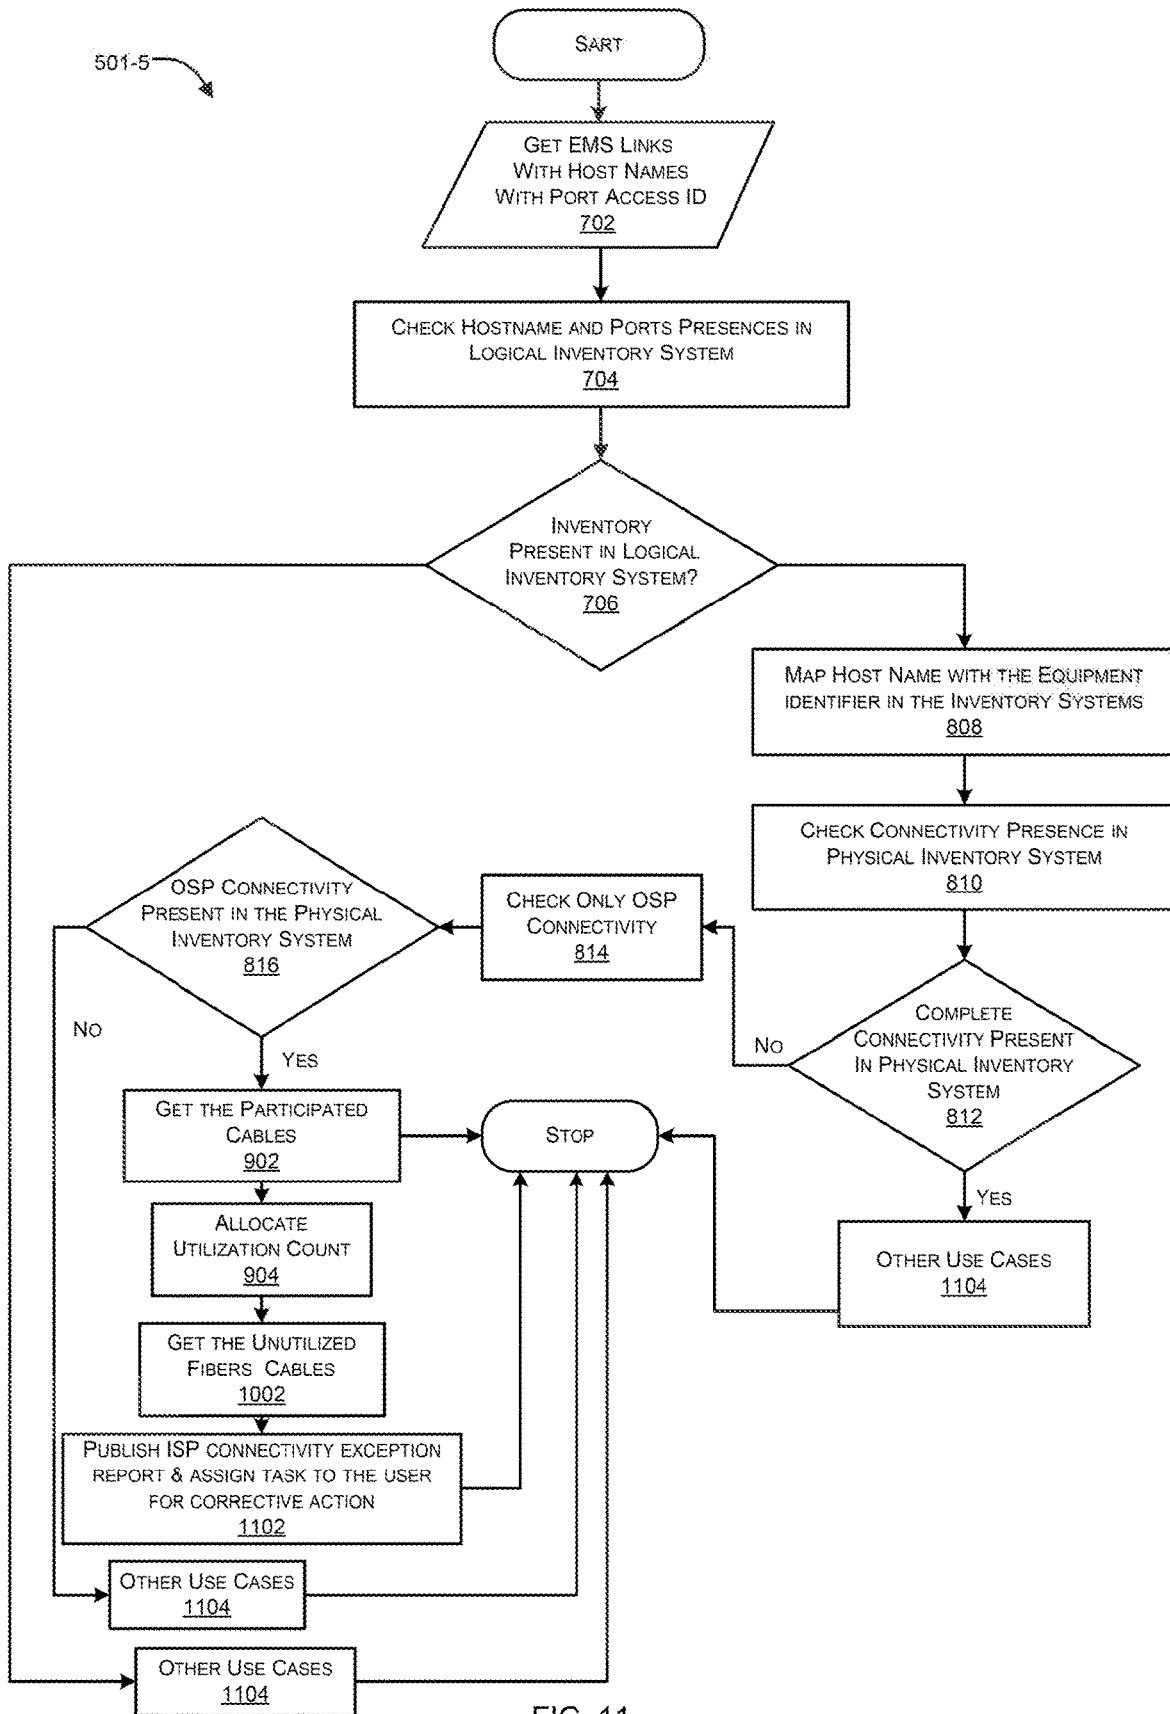 501-5
SART
GET EMS LINKS
WITH HOST NAMES
WITH PORT ACCESS ID
702
CHECK HOSTNAME AND PORTS PRESENCES IN
LOGICAL INVENTORY SYSTEM
704
INVENTORY
PRESENT IN LOGICAL
INVENTORY SYSTEM?
706
MAP HOST NAME WITH THE EQUIPMENT
IDENTIFIER IN THE INVENTORY SYSTEMS
808
CHECK CONNECTIVITY PRESENCE IN
PHYSICAL INVENTORY SYSTEM
810
COMPLETE
CONNECTIVITY PRESENT
IN PHYSICAL INVENTORY
SYSTEM
812
NO
YES
OTHER USE CASES
1104
CHECK ONLY OSP
CONNECTIVITY
814
OSP CONNECTIVITY
PRESENT IN THE PHYSICAL
INVENTORY SYSTEM
816
NO
YES
GET THE PARTICIPATED
CABLES
902
STOP
ALLOCATE
UTILIZATION COUNT
904
GET THE UNUTILIZED
FIBERS CABLES
1002
PUBLISH ISP CONNECTIVITY EXCEPTION
REPORT & ASSIGN TASK TO THE USER
FOR CORRECTIVE ACTION
1102
OTHER USE CASES
1104
OTHER USE CASES
1104
FIG. 11